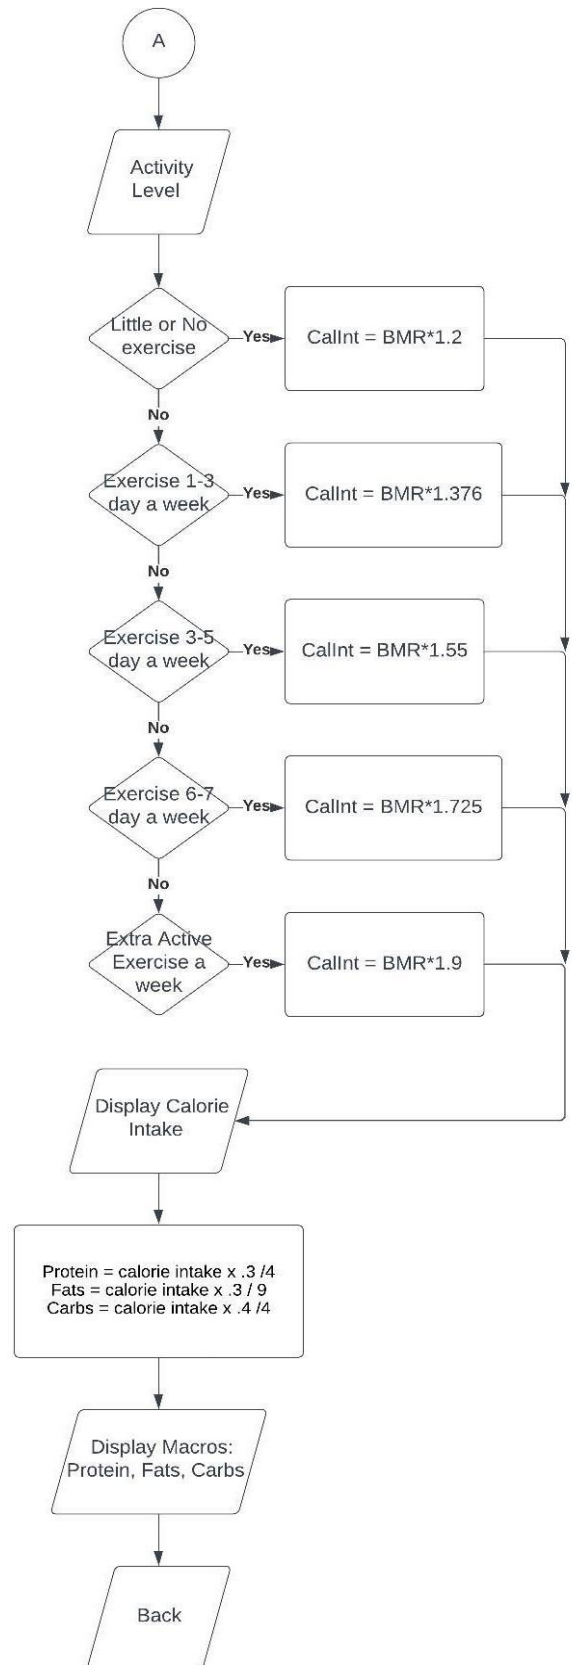 A
Activity
Level
Little or No
exercise
Yes
CalInt = BMR*1.2
No
Exercise 1-3
day a week
Yes
CalInt = BMR*1.376
No
Exercise 3-5
day a week
Yes
CalInt = BMR*1.55
No
Exercise 6-7
day a week
Yes
CalInt = BMR*1.725
No
Extra Active
Exercise a
week
Yes
CalInt = BMR*1.9
Display Calorie
Intake
Protein = calorie intake x .3 /4
Fats = calorie intake x .3 / 9
Carbs = calorie intake x .4 /4
Display Macros:
Protein, Fats, Carbs
Back